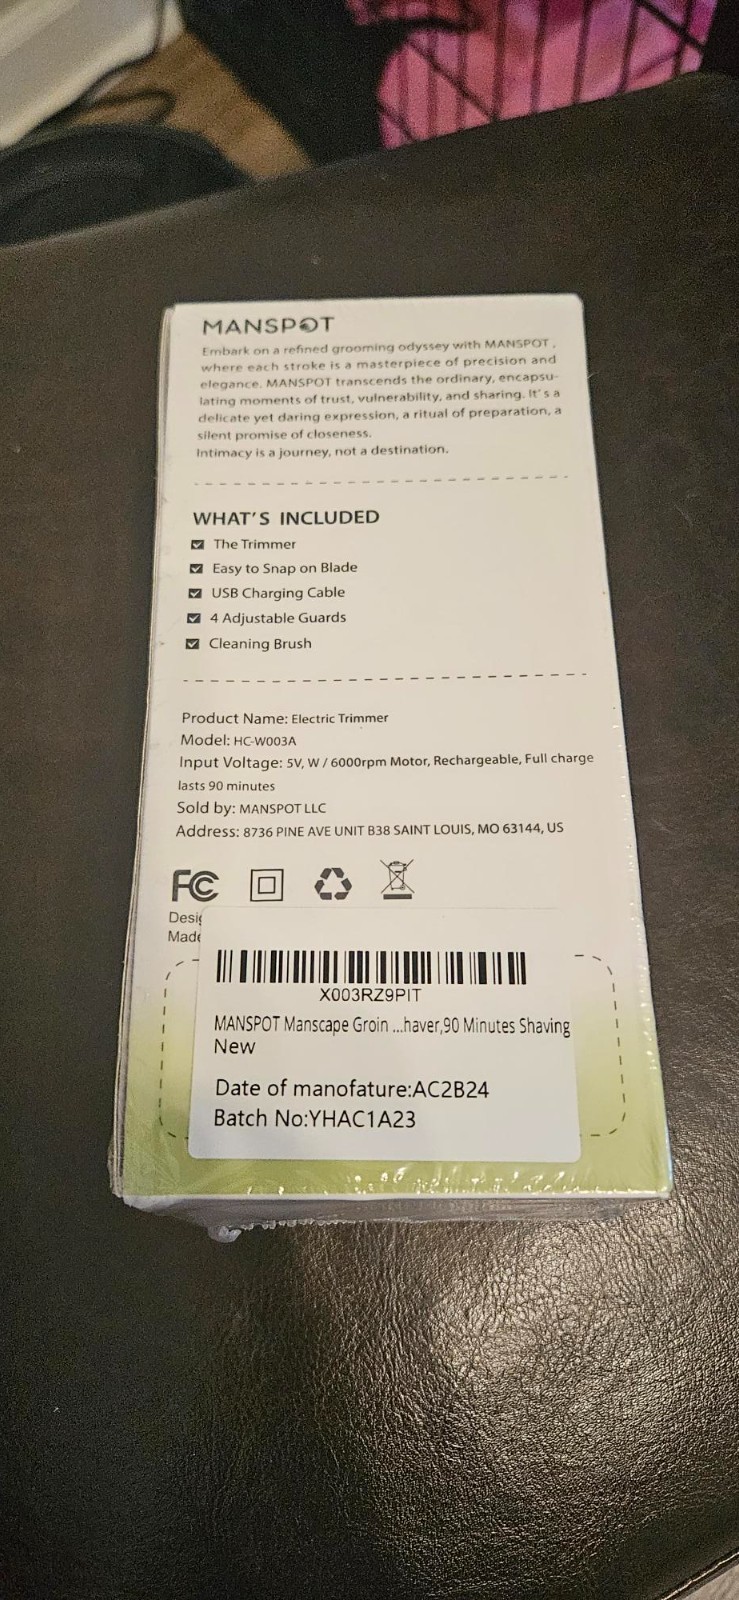 MANSPOT
Embark on a refined grooming odyssey with MANSPOT ,
where each stroke is a masterpiece of precision and
elegance. MANSPOT transcends the ordinary, encapsu-
lating moments of trust, vulnerability, and sharing. It's a
delicate yet daring expression, a ritual of preparation, a
silent promise of closeness.
Intimacy is a journey, not a destination.
WHAT'S INCLUDED
The Trimmer
Easy to Snap on Blade
USB Charging Cable
4 Adjustable Guards
Cleaning Brush
Product Name: Electric Trimmer
Model: HC-W003A
Input Voltage: 5V, W / 6000rpm Motor, Rechargeable, Full charge
lasts 90 minutes
Sold by: MANSPOT LLC
Address: 8736 PINE AVE UNIT B38 SAINT LOUIS, MO 63144, US
FC
Desig
Made
X003RZ9PIT
MANSPOT Manscape Groin ...haver,90 Minutes Shaving
New
Date of manofature:AC2B24
Batch No:YHAC1A23